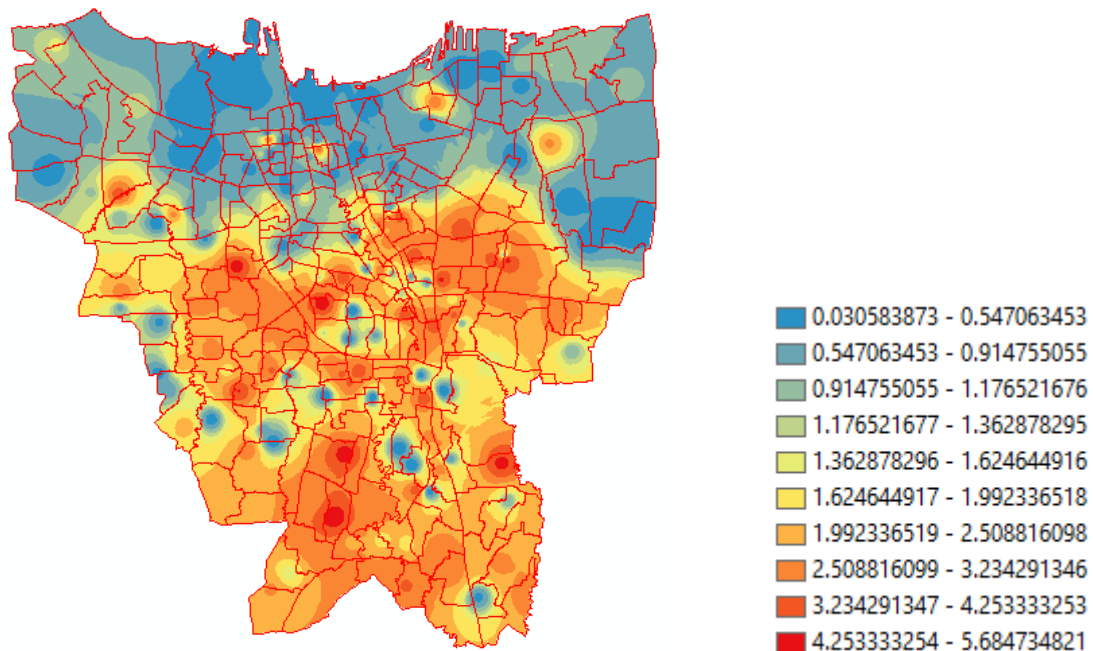 0.030583873 - 0.547063453
0.547063453 - 0.914755055
0.914755055 - 1.176521676
1.176521677 - 1.362878295
1.362878296 - 1.624644916
1.624644917 - 1.992336518
1.992336519 - 2.508816098
2.508816099 - 3.234291346
3.234291347 - 4.253333253
4.253333254 - 5.684734821